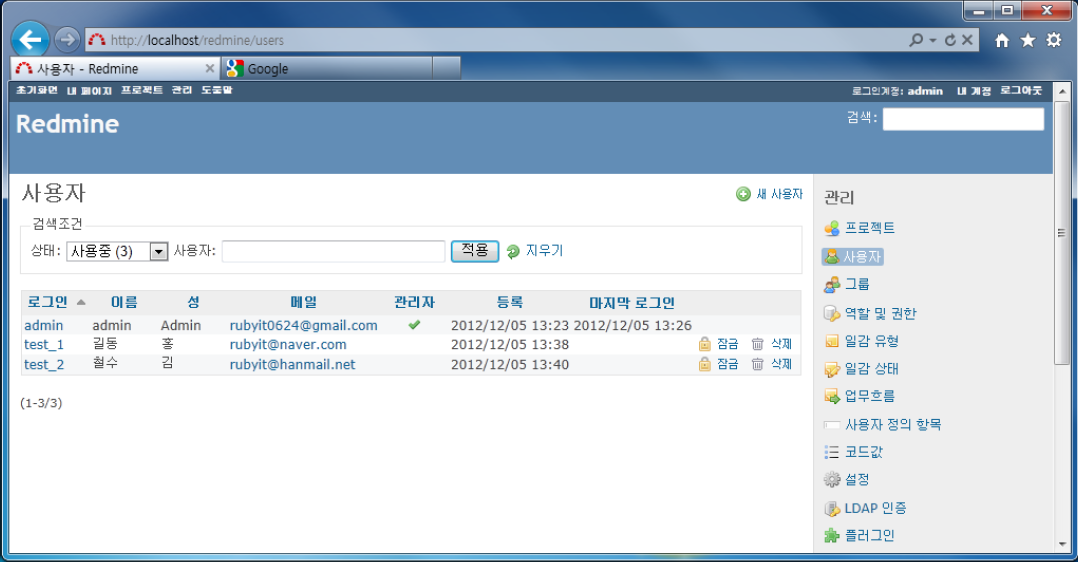 http://localhost/redmine/users
사용자 - Redmine
Google
초기화면 내 페이지 프로젝트 관리 도움말
로그인계정: admin 내 계정 로그아웃
Redmine
검색:
사용자
새 사용자
검색조건
상태: 사용중 (3) 사용자: 적용 지우기
로그인 이름 성 메일 관리자 등록 마지막 로그인
admin admin Admin rubyit0624@gmail.com 2012/12/05 13:23 2012/12/05 13:26
test_1 길동 홍 rubyit@naver.com 2012/12/05 13:38 잠금 삭제
test_2 철수 김 rubyit@hanmail.net 2012/12/05 13:40 잠금 삭제
(1-3/3)
관리
프로젝트
사용자
그룹
역할 및 권한
일감 유형
일감 상태
업무흐름
사용자 정의 항목
코드값
설정
LDAP 인증
플러그인